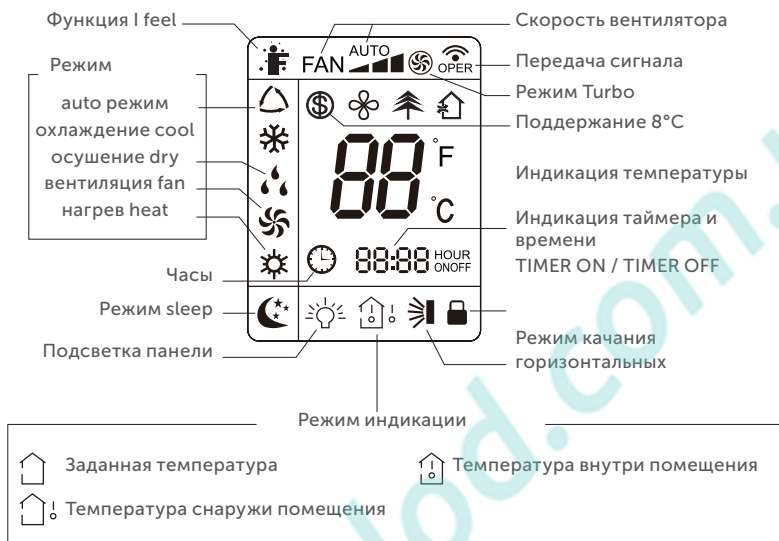 Функция I feel
Скорость вентилятора
AUTO
FAN
OPER
Передача сигнала
Режим
Режим Turbo
auto режим
Поддержание 8°C
охлаждение cool
осушение dry
°F
вентиляция fan
Индикация температуры
88
нагрев heat
°C
Индикация таймера и
времени
TIMER ON / TIMER OFF
Часы
88:88
HOUR
ONOFF
Режим sleep
Подсветка панели
Режим качания
горизонтальных
Режим индикации
Заданная температура
Температура внутри помещения
Температура снаружи помещения
od.com.